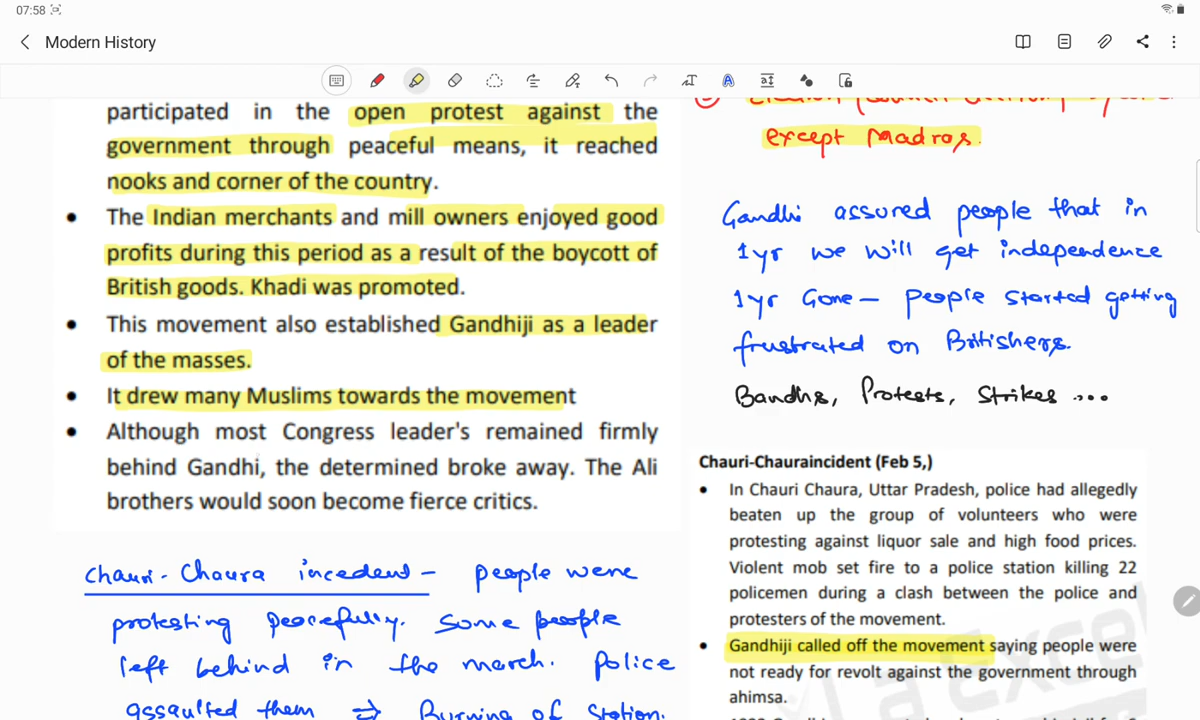 07:58
Modern History
participated in the open protest against the
government through peaceful means, it reached
nooks and corner of the country.
• The Indian merchants and mill owners enjoyed good
profits during this period as a result of the boycott of
British goods. Khadi was promoted.
• This movement also established Gandhiji as a leader
of the masses.
• It drew many Muslims towards the movement
• Although most Congress leader's remained firmly
behind Gandhi, the determined broke away. The Ali
brothers would soon become fierce critics.
Chauri-Chaura incedent - people were
protesting peacefully. Some people
left behind in the march. Police
assaulted them ⇒ Burning of Station.
except Madras.
Gandhi assured people that in
1yr we will get independence
1yr Gone - people started getting
frustrated on Britishers.
Bandhs, Protests, Strikes ....
Chauri-Chauraincident (Feb 5,)
• In Chauri Chaura, Uttar Pradesh, police had allegedly
beaten up the group of volunteers who were
protesting against liquor sale and high food prices.
Violent mob set fire to a police station killing 22
policemen during a clash between the police and
protesters of the movement.
• Gandhiji called off the movement saying people were
not ready for revolt against the government through
ahimsa.